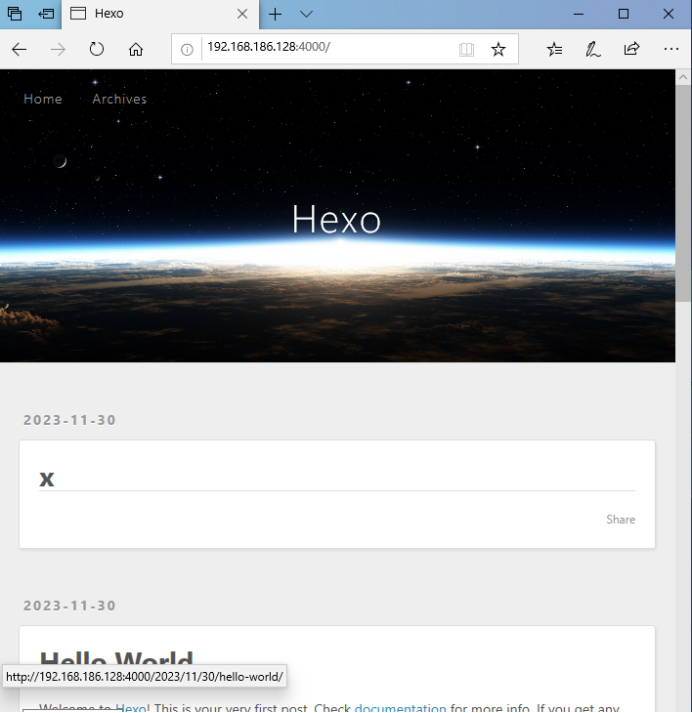 Hexo
192.168.186.128:4000/
Home Archives
Hexo
2023-11-30
x
Share
2023-11-30
Hello World
http://192.168.186.128:4000/2023/11/30/hello-world/
Welcome to Hexo! This is your very first post. Check documentation for more info. If you get any